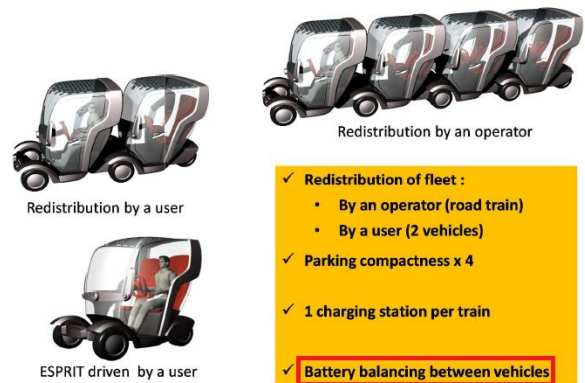 Redistribution by an operator
Redistribution by a user
ESPRIT driven by a user
✓ Redistribution of fleet :
• By an operator (road train)
• By a user (2 vehicles)
✓ Parking compactness x 4
✓ 1 charging station per train
✓ Battery balancing between vehicles